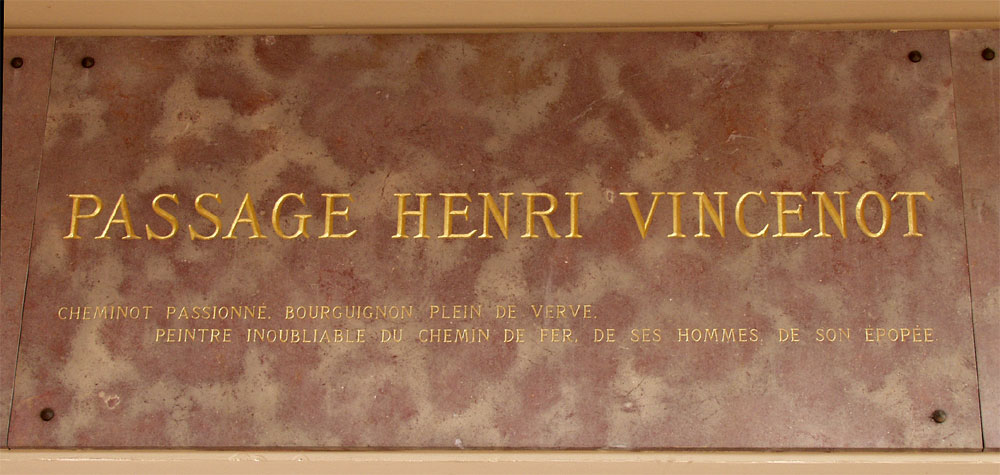 PASSAGE HENRI VINCENOT
CHEMINOT PASSIONNÉ, BOURGUIGNON PLEIN DE VERVE,
PEINTRE INOUBLIABLE DU CHEMIN DE FER, DE SES HOMMES, DE SON ÉPOPÉE.